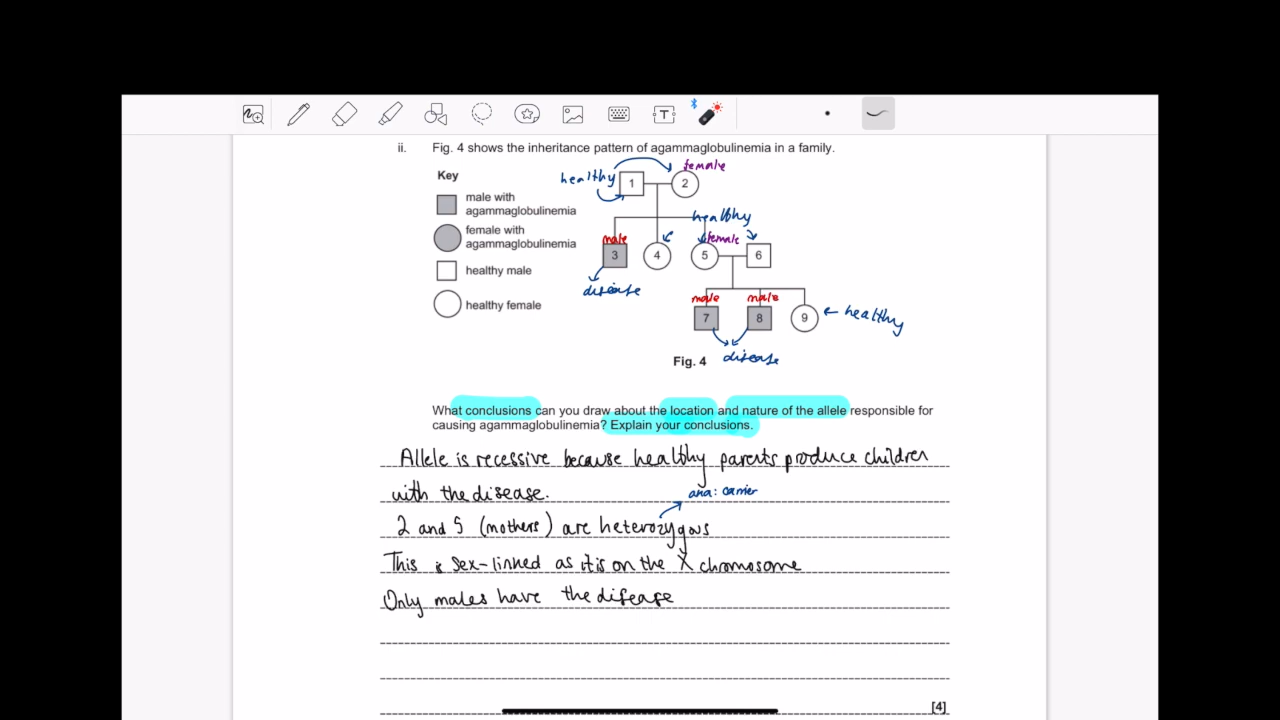 ii. Fig. 4 shows the inheritance pattern of agammaglobulinemia in a family.
female
Key
healthy
1
2
male with
agammaglobulinemia
healthy
female with
agammaglobulinemia
male
female
3
4
5
6
healthy male
disease
male
male
healthy female
7
8
9
healthy
disease
Fig. 4
What conclusions can you draw about the location and nature of the allele responsible for
causing agammaglobulinemia? Explain your conclusions.
Allele is recessive because healthy parents produce children
with the disease.
aka: carrier
2 and 5 (mothers) are heterozygous
This is sex-linked as it is on the X chromosome
Only males have the disease
[4]